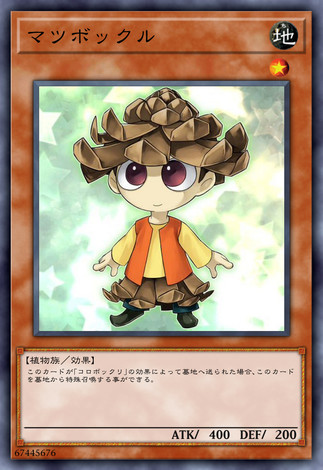 マツボックル
地
【植物族／効果】
このカードが「コロボックリ」の効果によって墓地へ送られた場合、このカード
を墓地から特殊召喚する事ができる。
ATK/ 400 DEF/ 200
67445676